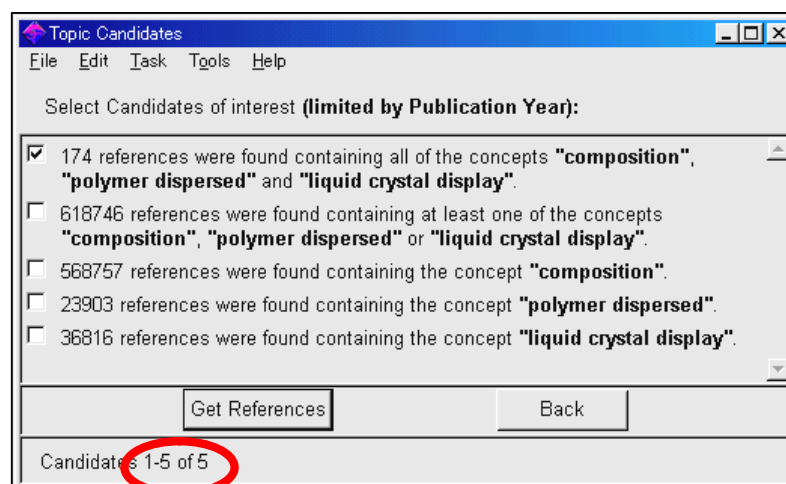 Topic Candidates
File Edit Task Tools Help
Select Candidates of interest (limited by Publication Year):
174 references were found containing all of the concepts "composition",
"polymer dispersed" and "liquid crystal display".
618746 references were found containing at least one of the concepts
"composition", "polymer dispersed" or "liquid crystal display".
568757 references were found containing the concept "composition".
23903 references were found containing the concept "polymer dispersed".
36816 references were found containing the concept "liquid crystal display".
Get References Back
Candidates 1-5 of 5